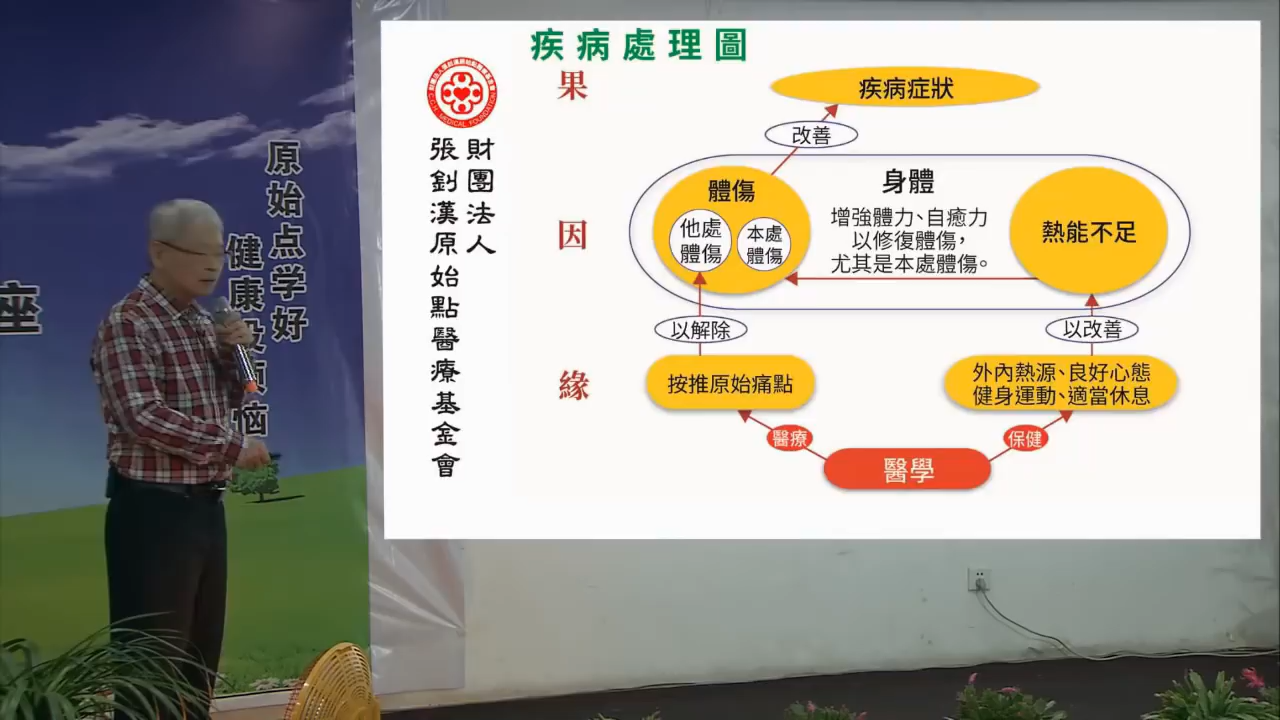 疾病處理圖
果
因
緣
財團法人
張釗漢原始點醫療基金會
疾病症狀
改善
身體
體傷
他處
體傷
本處
體傷
增強體力、自癒力
以修復體傷，
尤其是本處體傷。
熱能不足
以解除
以改善
按推原始痛點
外內熱源、良好心態
健身運動、適當休息
醫療
保健
醫學
原始点学好
健康没烦恼
座